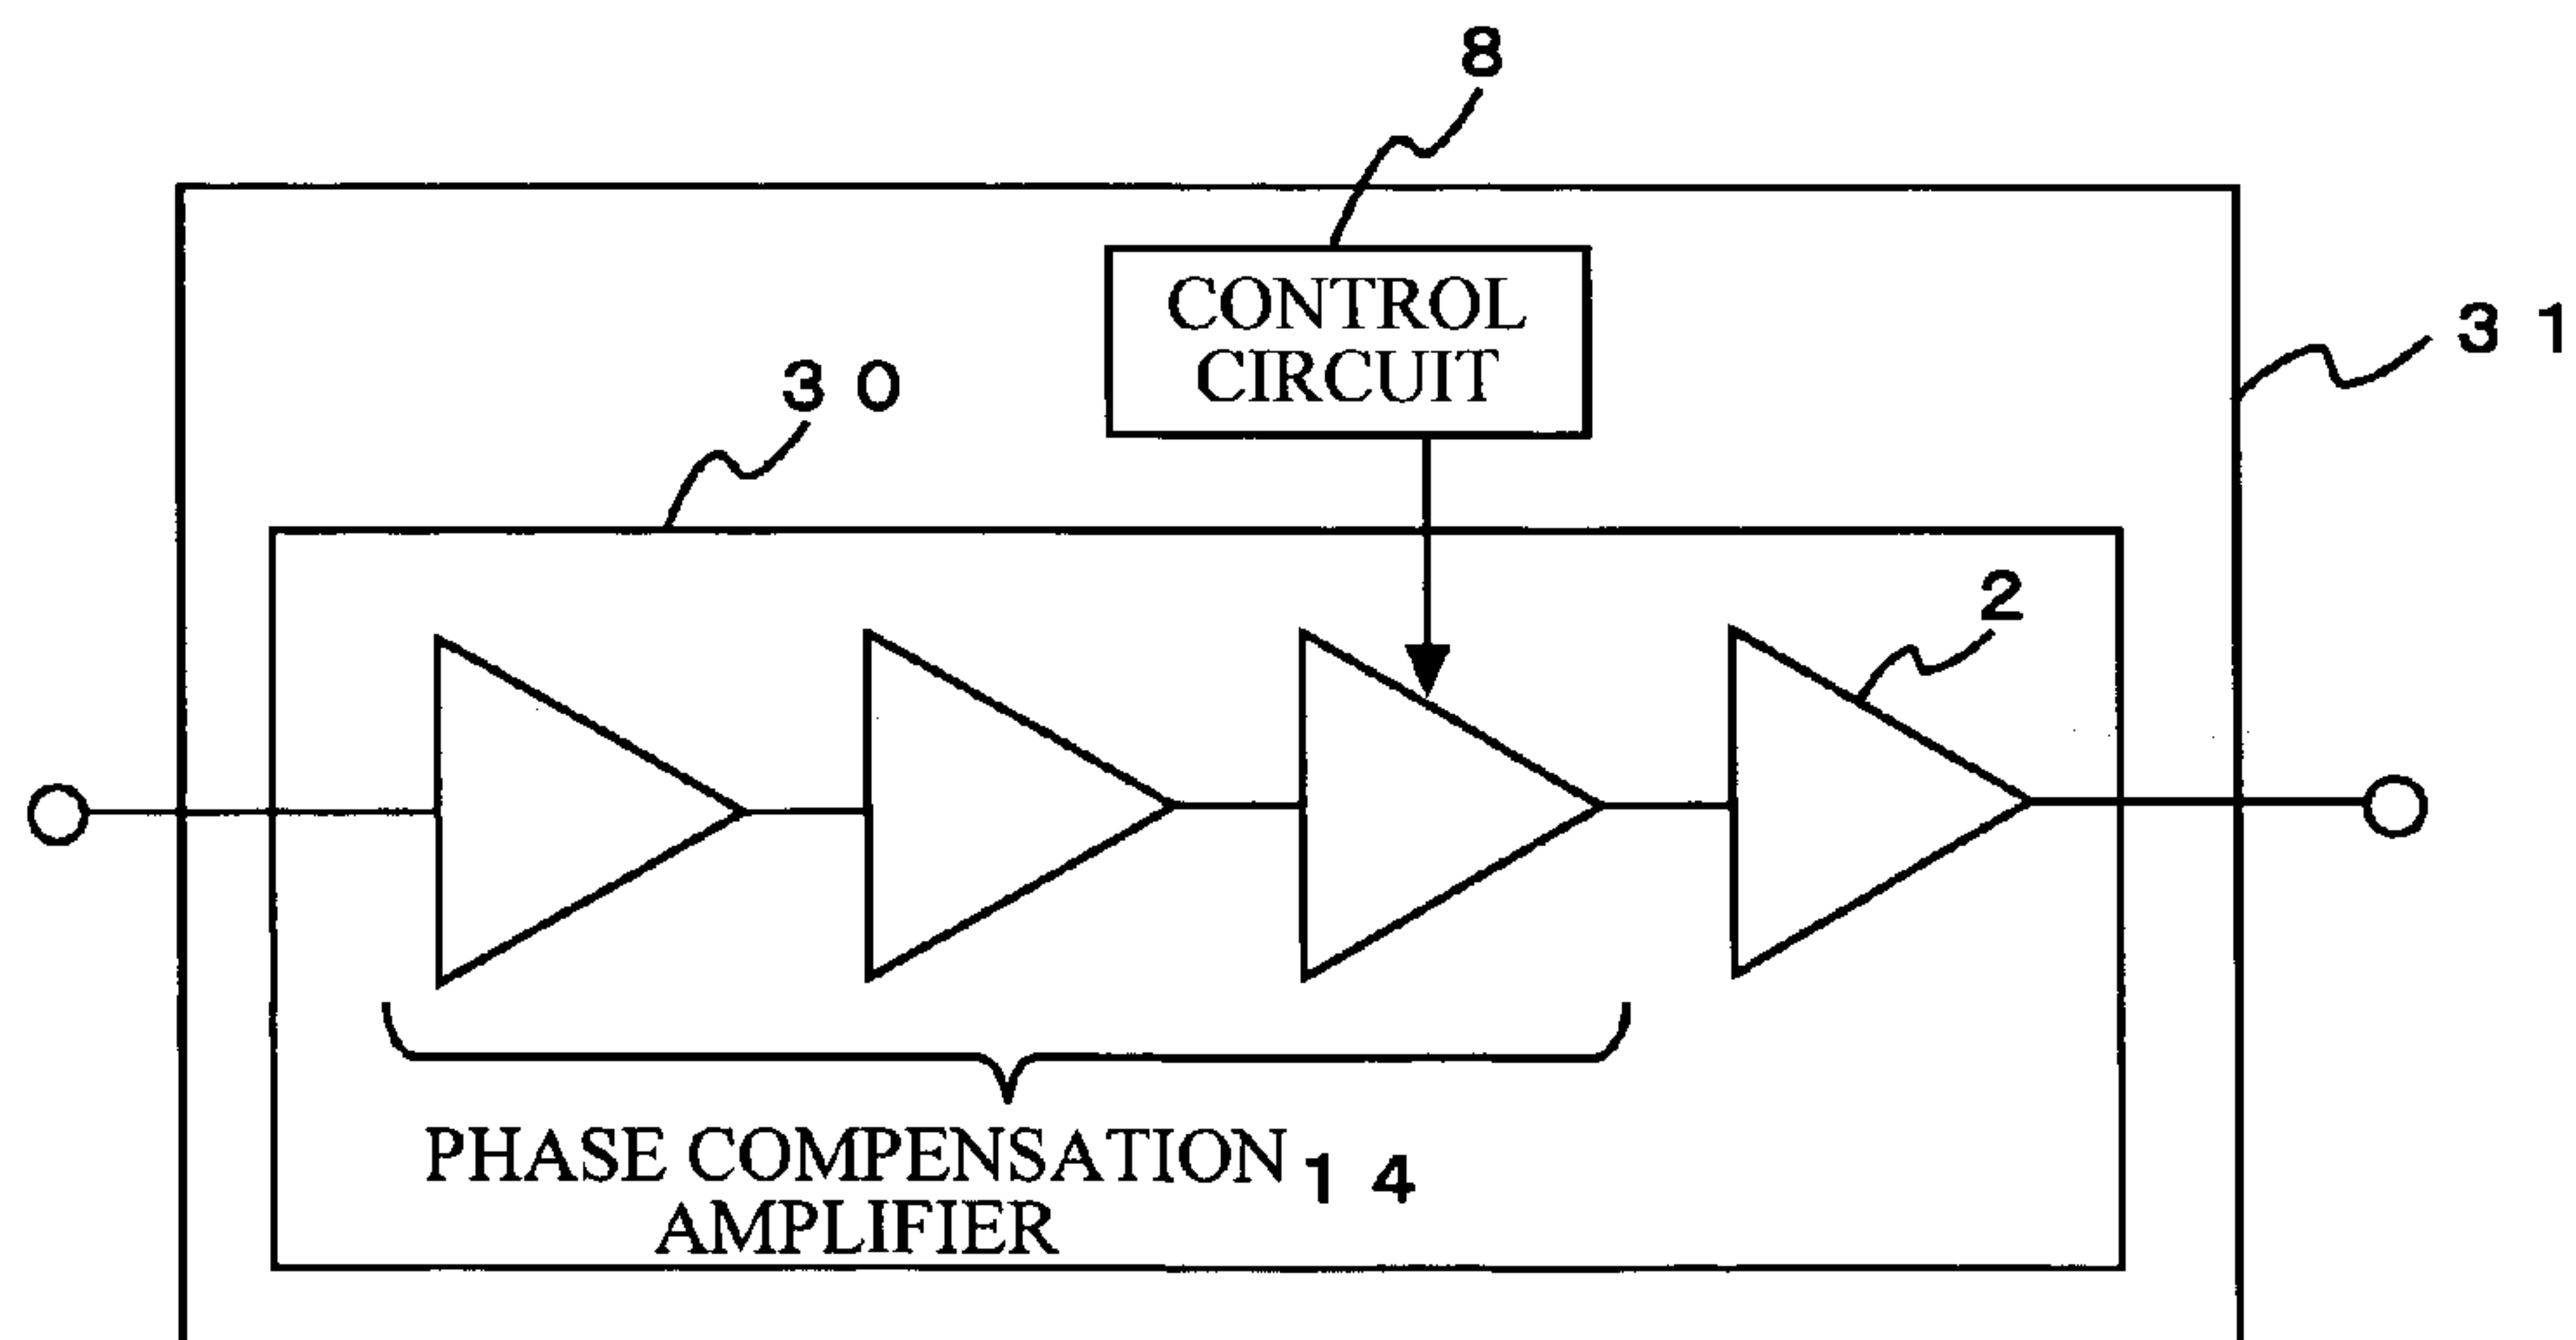 8
CONTROL
CIRCUIT
3 1
3 0
2
PHASE COMPENSATION 1 4
AMPLIFIER